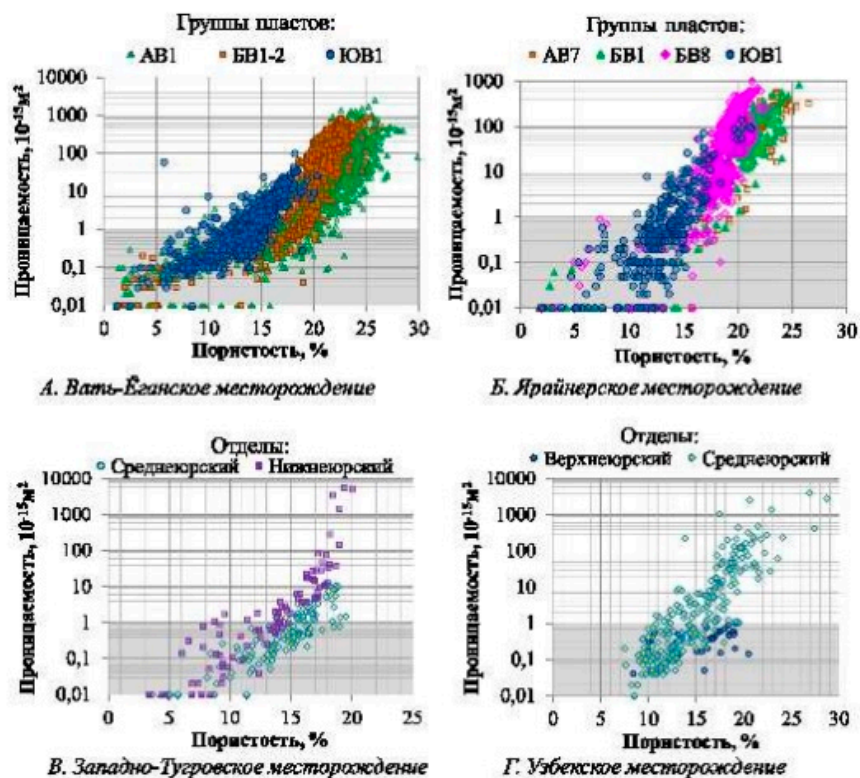 Группы пластов:
АВ1 БВ1-2 ЮВ1
Проницаемость, 10⁻¹⁵м²
10000
1000
100
10
1
0,1
0,01
0 5 10 15 20 25 30
Пористость, %
А. Вать-Ёганское месторождение
Группы пластов:
АВ7 БВ1 БВ8 ЮВ1
Проницаемость, 10⁻¹⁵м²
1000
100
10
1
0,1
0,01
0 5 10 15 20 25 30
Пористость, %
Б. Ярайнерское месторождение
Отделы:
Среднеюрский Нижнеюрский
Проницаемость, 10⁻¹⁵м²
10000
1000
100
10
1
0,1
0,01
0 5 10 15 20 25
Пористость, %
В. Западно-Тугровское месторождение
Отделы:
Верхнеюрский Среднеюрский
Проницаемость, 10⁻¹⁵м²
10000
1000
100
10
1
0,1
0,01
0 5 10 15 20 25 30
Пористость, %
Г. Узбекское месторождение